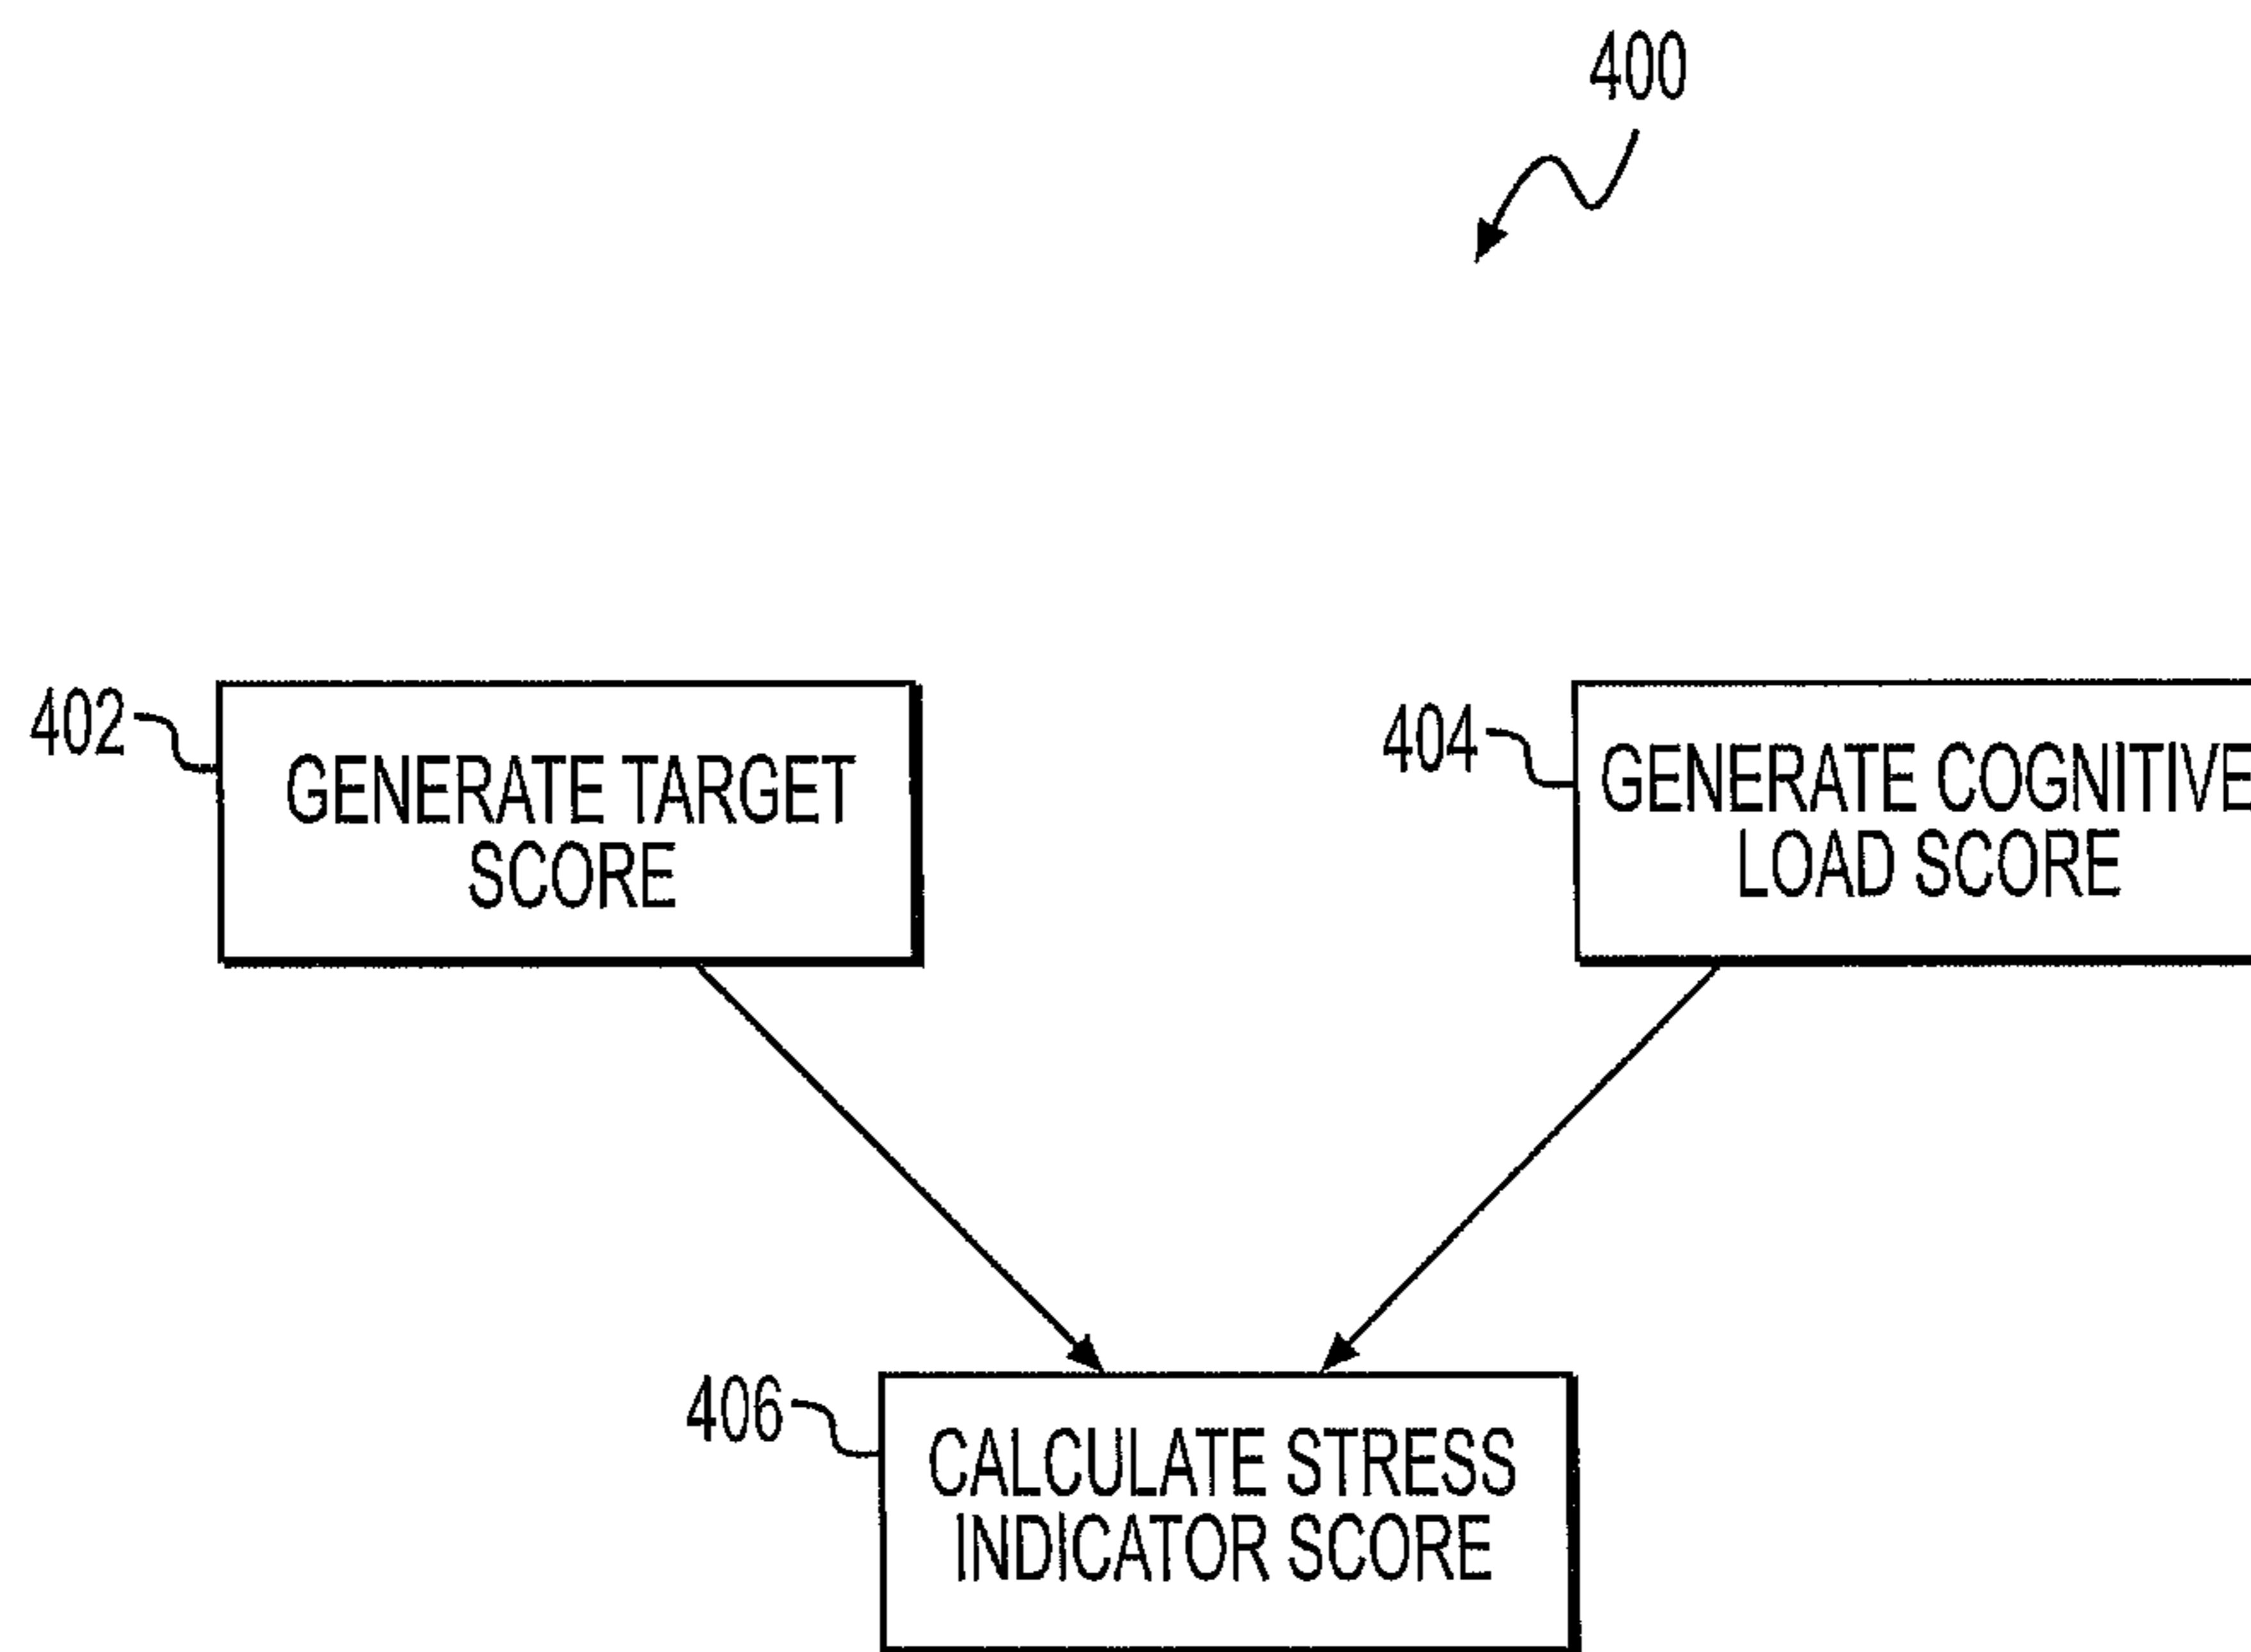 400
402
GENERATE TARGET
SCORE
404
GENERATE COGNITIVE
LOAD SCORE
406
CALCULATE STRESS
INDICATOR SCORE